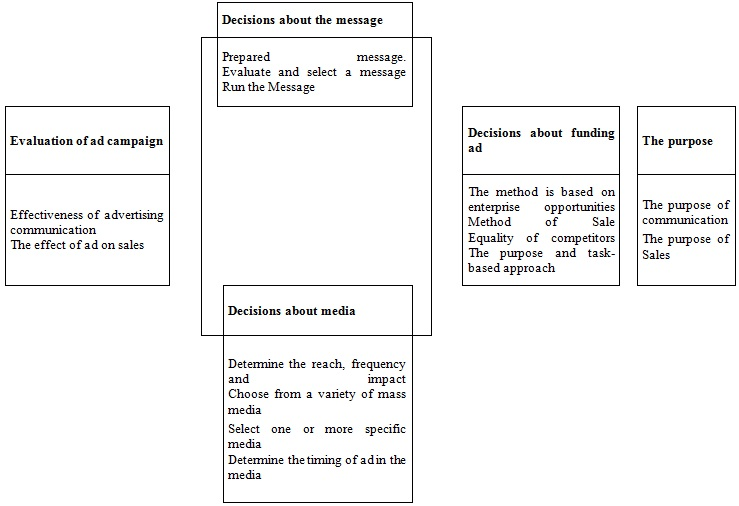 Decisions about the message
Prepared message.
Evaluate and select a message
Run the Message
Evaluation of ad campaign
Effectiveness of advertising
communication
The effect of ad on sales
Decisions about funding
ad
The method is based on
enterprise opportunities
Method of Sale
Equality of competitors
The purpose and task-
based approach
The purpose
The purpose of
communication
The purpose of
Sales
Decisions about media
Determine the reach, frequency
and impact
Choose from a variety of mass
media
Select one or more specific
media
Determine the timing of ad in the
media